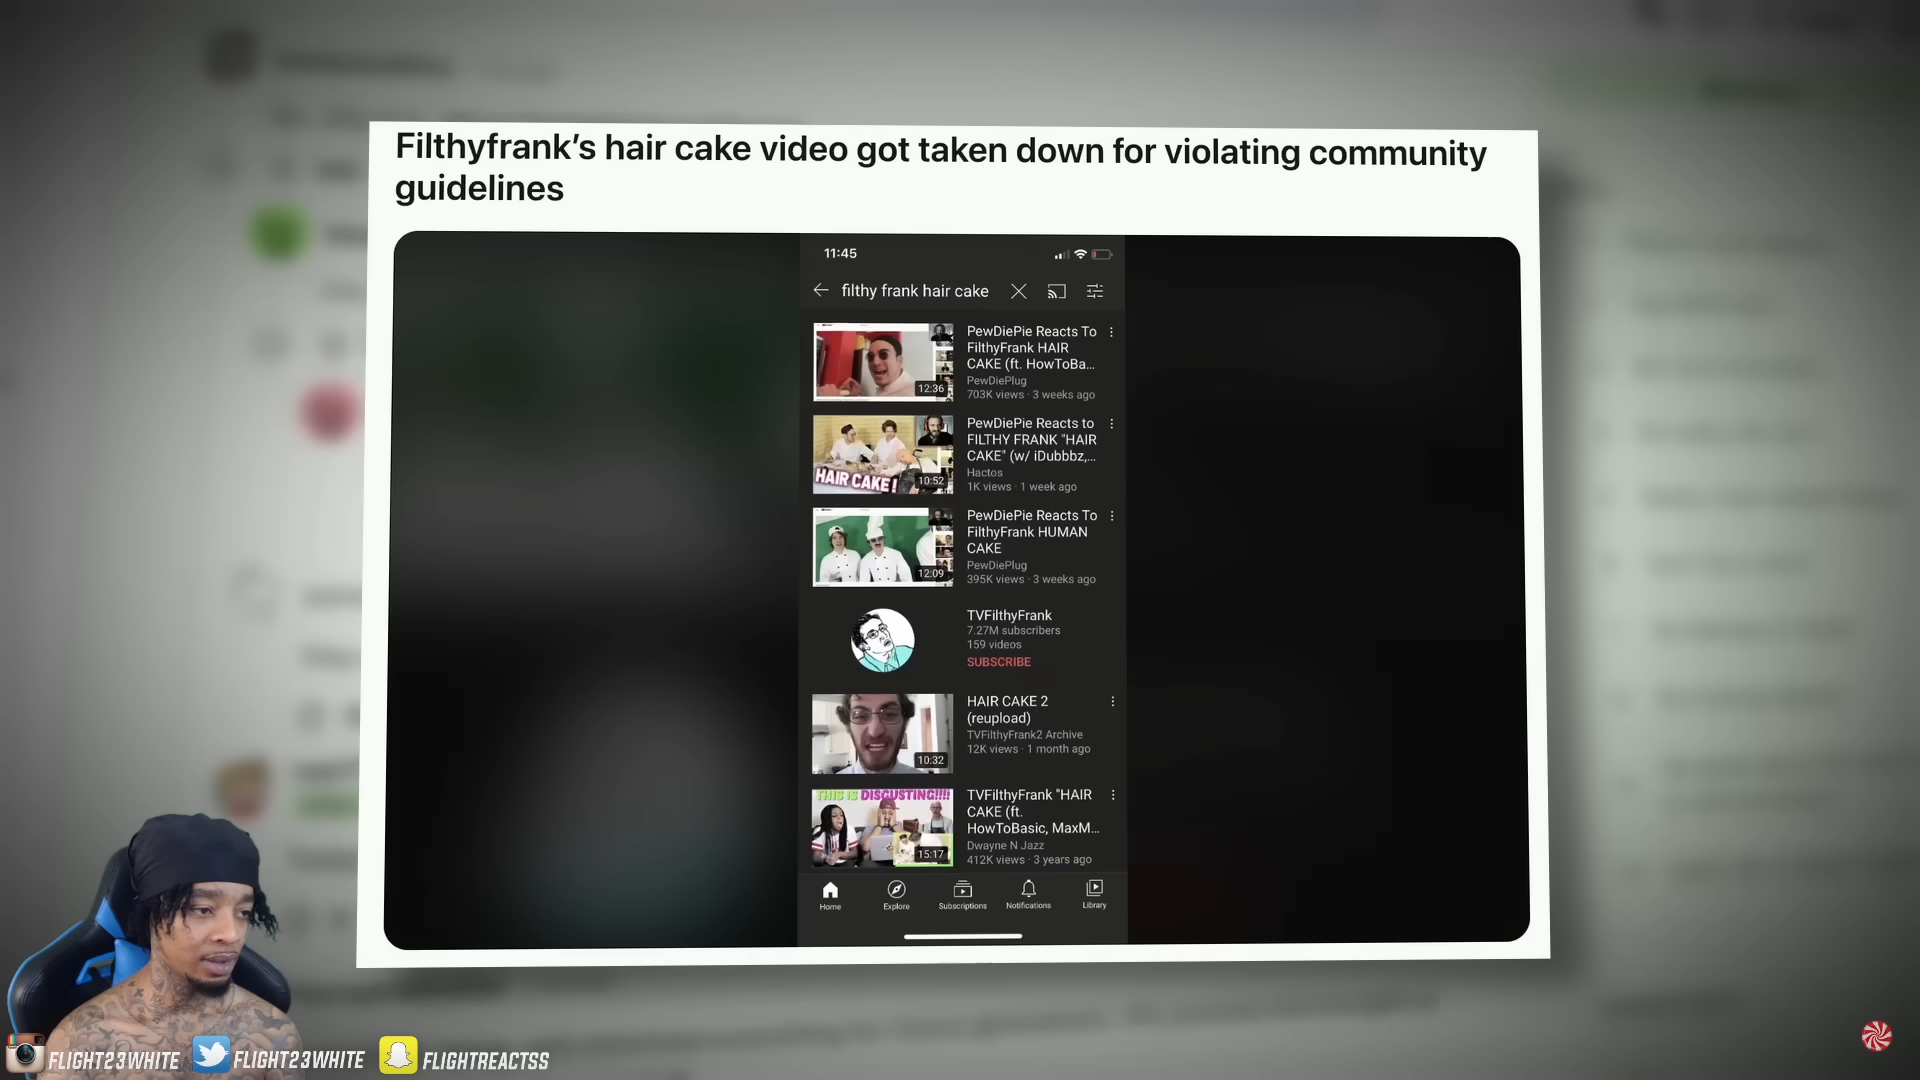 Filthyfrank’s hair cake video got taken down for violating community
guidelines
11:45
filthy frank hair cake
PewDiePie Reacts To
FilthyFrank HAIR
CAKE (ft. HowToBa...
PewDiePlug
703K views · 3 weeks ago
12:36
PewDiePie Reacts to
FILTHY FRANK "HAIR
CAKE" (w/ iDubbbz,...
Hactos
1K views · 1 week ago
HAIR CAKE!
10:52
PewDiePie Reacts To
FilthyFrank HUMAN
CAKE
PewDiePlug
395K views · 3 weeks ago
12:09
TVFilthyFrank
7.27M subscribers
159 videos
SUBSCRIBE
HAIR CAKE 2
(reupload)
TVFilthyFrank2 Archive
12K views · 1 month ago
10:32
THIS IS DISGUSTING!!!!
TVFilthyFrank "HAIR
CAKE (ft.
HowToBasic, MaxM...
Dwayne N Jazz
412K views · 3 years ago
15:17
Home
Explore
Subscriptions
Notifications
Library
FLIGHT23WHITE
FLIGHT23WHITE
FLIGHTREACTSS